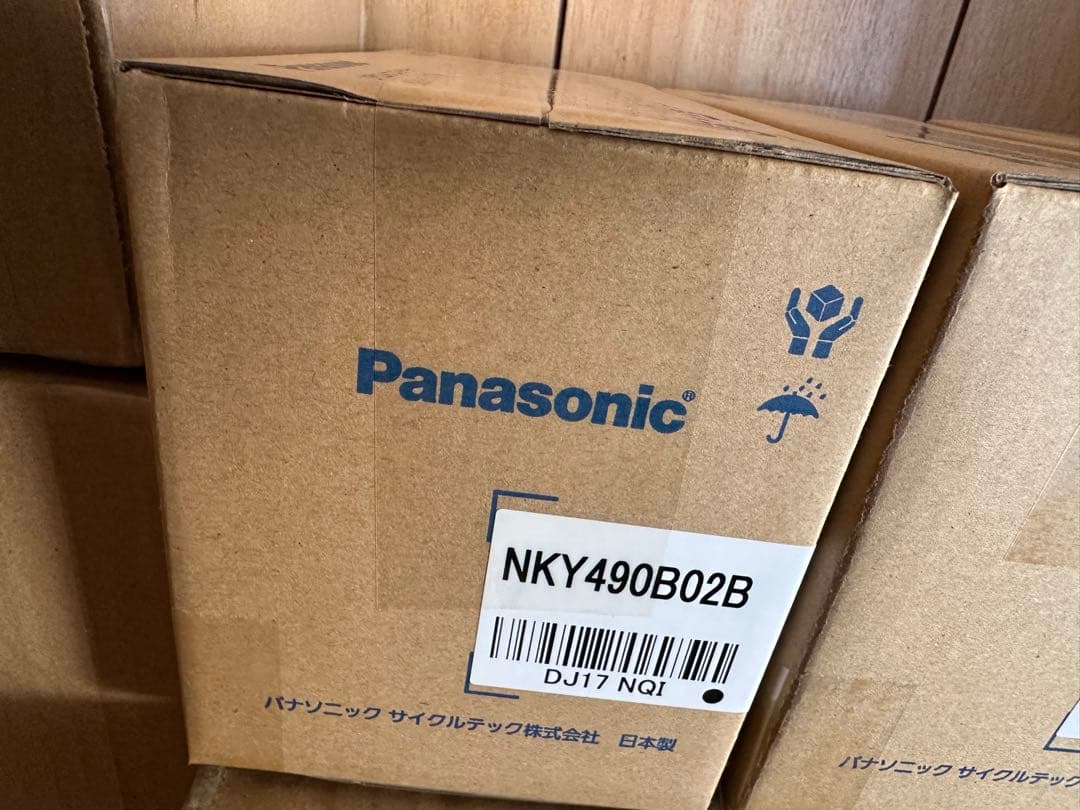 Panasonic®
NKY490B02B
DJ17 NQI
パナソニック サイクルテック株式会社 日本製
パナソニック サイクルテック